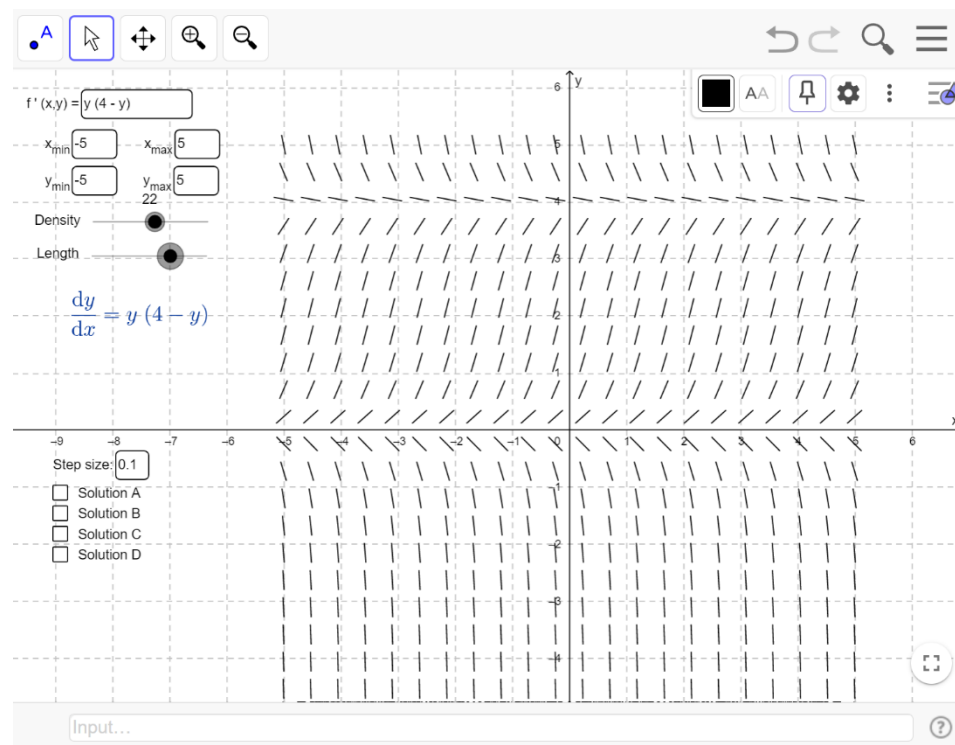 A
AA
f ' (x,y) = y (4 - y)
xmin -5 xmax 5
ymin -5 ymax 5
22
Density
Length
dy/dx = y (4 − y)
Step size: 0.1
Solution A
Solution B
Solution C
Solution D
y
6
5
4
3
2
1
–9 –8 –7 –6 –5 –4 –3 –2 –1 0 1 2 3 4 5 6
x
–1
–2
–3
–4
Input...
?